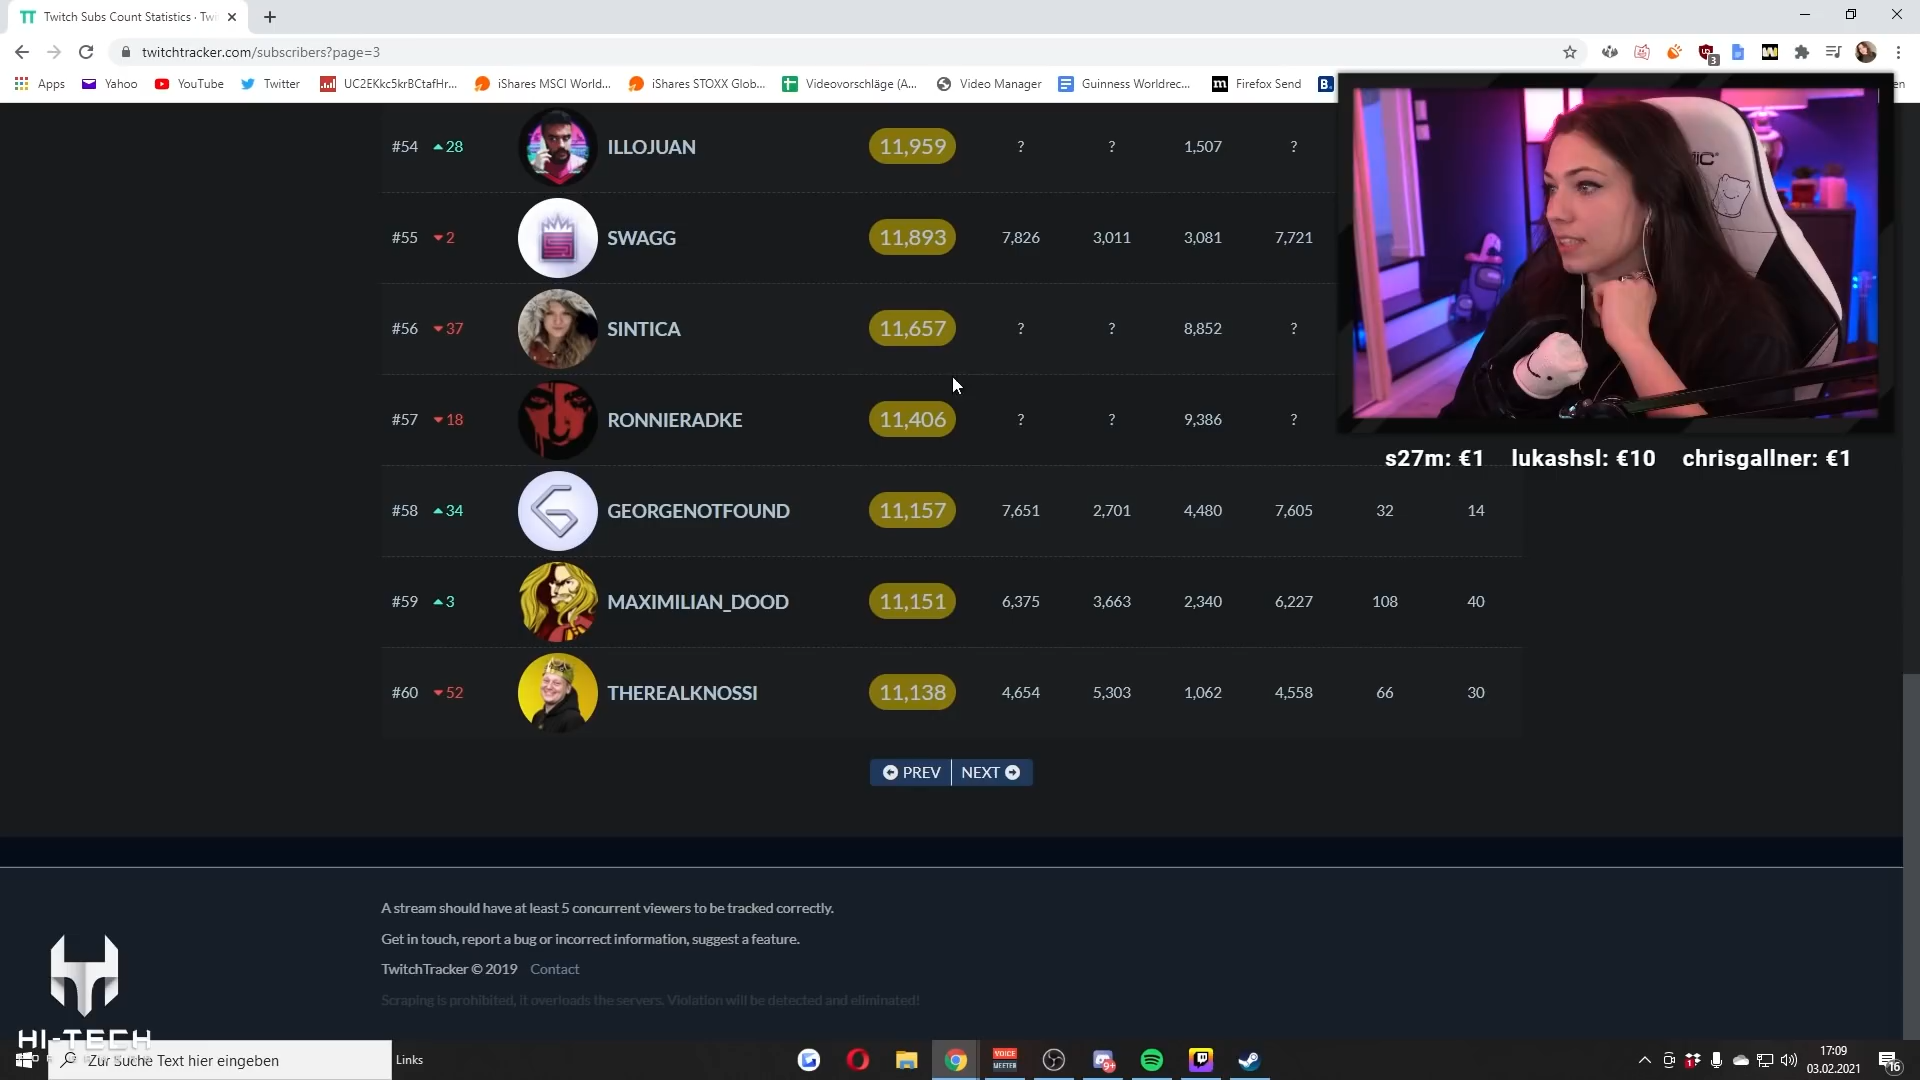 Twitch Subs Count Statistics · Twi
twitchtracker.com/subscribers?page=3
3
Apps Yahoo YouTube Twitter UC2EKkc5krBCtafHr... iShares MSCI World... iShares STOXX Glob... Videovorschläge (A... Video Manager Guinness Worldrec... Firefox Send
#54 28 ILLOJUAN 11,959 ? ? 1,507 ?
#55 2 SWAGG 11,893 7,826 3,011 3,081 7,721
#56 37 SINTICA 11,657 ? ? 8,852 ?
#57 18 RONNIERADKE 11,406 ? ? 9,386 ?
s27m: €1 lukashsl: €10 chrisgallner: €1
#58 34 GEORGENOTFOUND 11,157 7,651 2,701 4,480 7,605 32 14
#59 3 MAXIMILIAN_DOOD 11,151 6,375 3,663 2,340 6,227 108 40
#60 52 THEREALKNOSSI 11,138 4,654 5,303 1,062 4,558 66 30
PREV NEXT
A stream should have at least 5 concurrent viewers to be tracked correctly.
Get in touch, report a bug or incorrect information, suggest a feature.
TwitchTracker © 2019 Contact
Scraping is prohibited, it overloads the servers. Violation will be detected and eliminated!
HI-TECH
Zur Suche Text hier eingeben
Links
VOICE
MEETER
9+
17:09
03.02.2021
16